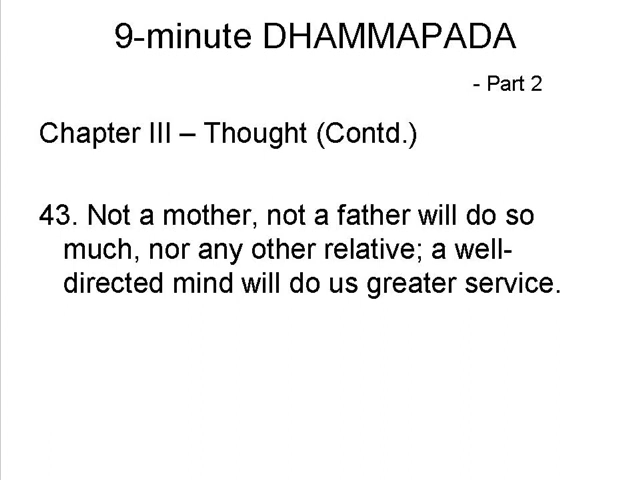 9-minute DHAMMAPADA
- Part 2
Chapter III – Thought (Contd.)
43. Not a mother, not a father will do so
much, nor any other relative; a well-
directed mind will do us greater service.